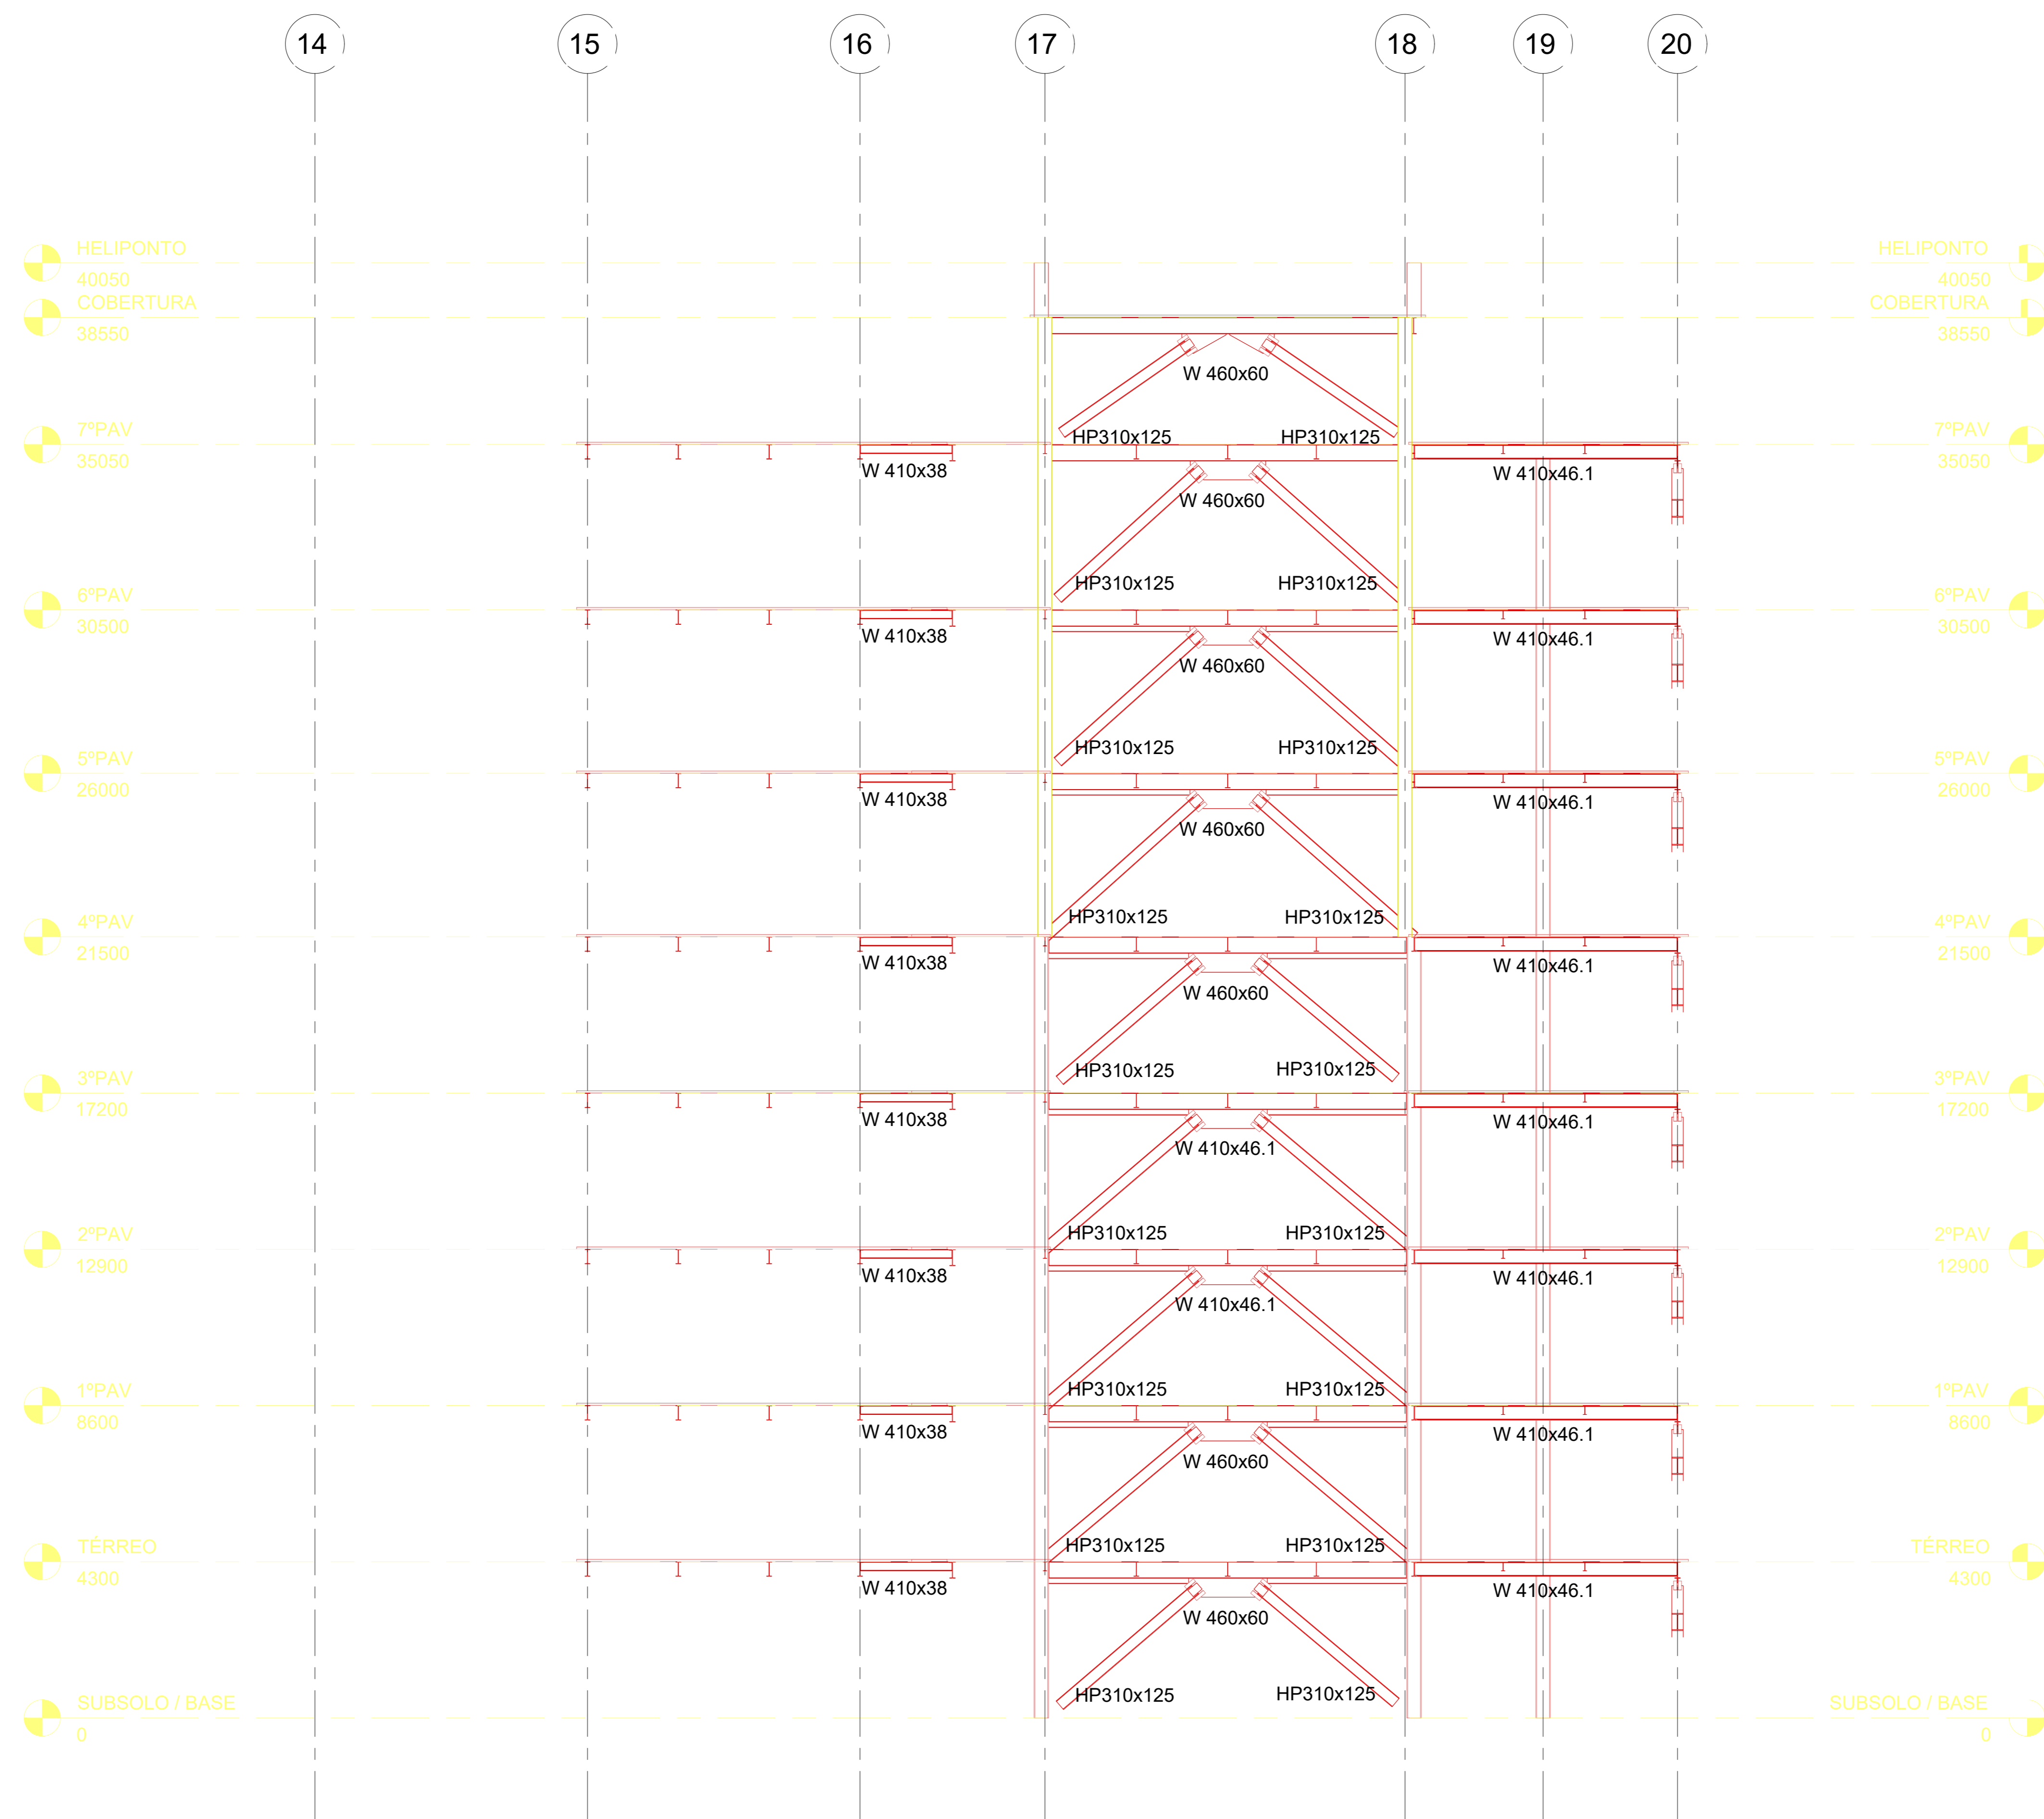 14 15 16 17 18 19 20
HELIPONTO HELIPONTO
40050 40050
COBERTURA COBERTURA
38550 38550
W 460x60
7ºPAV HP310x125 HP310x125 7ºPAV
35050 35050
W 410x38 W 410x46.1
W 460x60
HP310x125 HP310x125
6ºPAV 6ºPAV
30500 30500
W 410x38 W 410x46.1
W 460x60
HP310x125 HP310x125
5ºPAV 5ºPAV
26000 26000
W 410x38 W 410x46.1
W 460x60
HP310x125 HP310x125
4ºPAV 4ºPAV
21500 21500
W 410x38 W 410x46.1
W 460x60
HP310x125 HP310x125
3ºPAV 3ºPAV
17200 17200
W 410x38 W 410x46.1
W 410x46.1
HP310x125 HP310x125
2ºPAV 2ºPAV
12900 12900
W 410x38 W 410x46.1
W 410x46.1
HP310x125 HP310x125
1ºPAV 1ºPAV
8600 8600
W 410x38 W 410x46.1
W 460x60
HP310x125 HP310x125
TÉRREO TÉRREO
4300 4300
W 410x38 W 410x46.1
W 460x60
HP310x125 HP310x125
SUBSOLO / BASE SUBSOLO / BASE
0 0